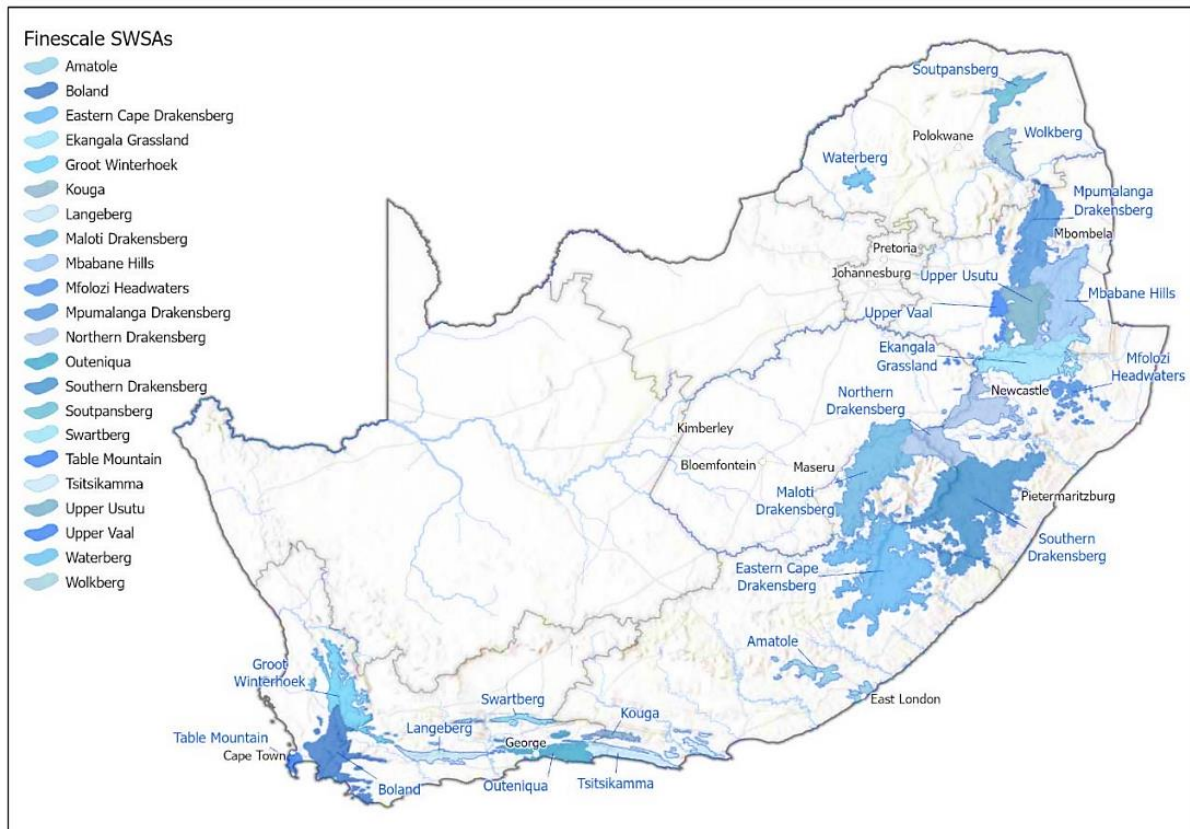 Finescale SWSAs
Amatole
Boland
Eastern Cape Drakensberg
Ekangala Grassland
Groot Winterhoek
Kouga
Langeberg
Maloti Drakensberg
Mbabane Hills
Mfolozi Headwaters
Mpumalanga Drakensberg
Northern Drakensberg
Outeniqua
Southern Drakensberg
Soutpansberg
Swartberg
Table Mountain
Tsitsikamma
Upper Usutu
Upper Vaal
Waterberg
Wolkberg
Soutpansberg
Polokwane
Wolkberg
Waterberg
Mpumalanga
Drakensberg
Mbombela
Pretoria
Johannesburg
Upper Usutu
Mbabane Hills
Upper Vaal
Ekangala
Grassland
Mfolozi
Headwaters
Newcastle
Northern
Drakensberg
Kimberley
Bloemfontein
Maseru
Maloti
Drakensberg
Pietermaritzburg
Southern
Drakensberg
Eastern Cape
Drakensberg
Amatole
East London
Groot
Winterhoek
Swartberg
Kouga
Langeberg
George
Table Mountain
Cape Town
Boland
Outeniqua
Tsitsikamma